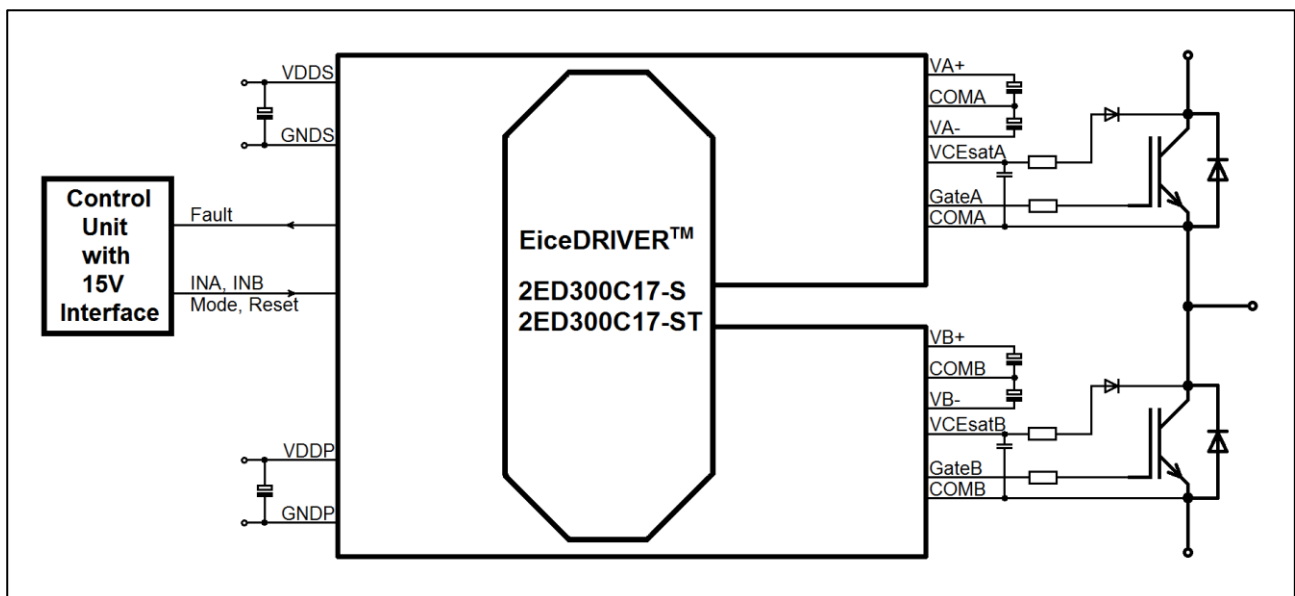 VDDS
GNDS
Control
Unit
with
15V
Interface
Fault
INA, INB
Mode, Reset
VDDP
GNDP
EiceDRIVER™
2ED300C17-S
2ED300C17-ST
VA+
COMA
VA-
VCEsatA
GateA
COMA
VB+
COMB
VB-
VCEsatB
GateB
COMB